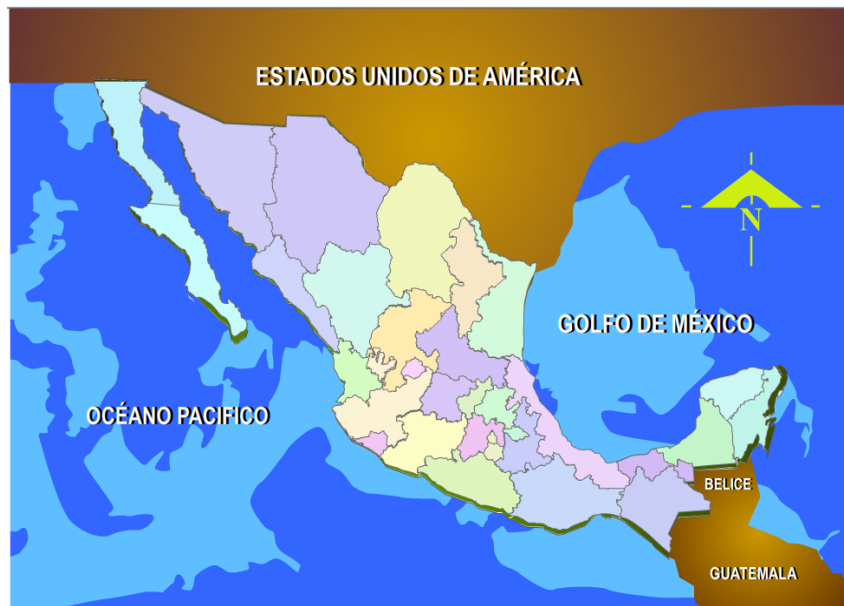 ESTADOS UNIDOS DE AMÉRICA
N
GOLFO DE MÉXICO
OCÉANO PACIFICO
BELICE
GUATEMALA